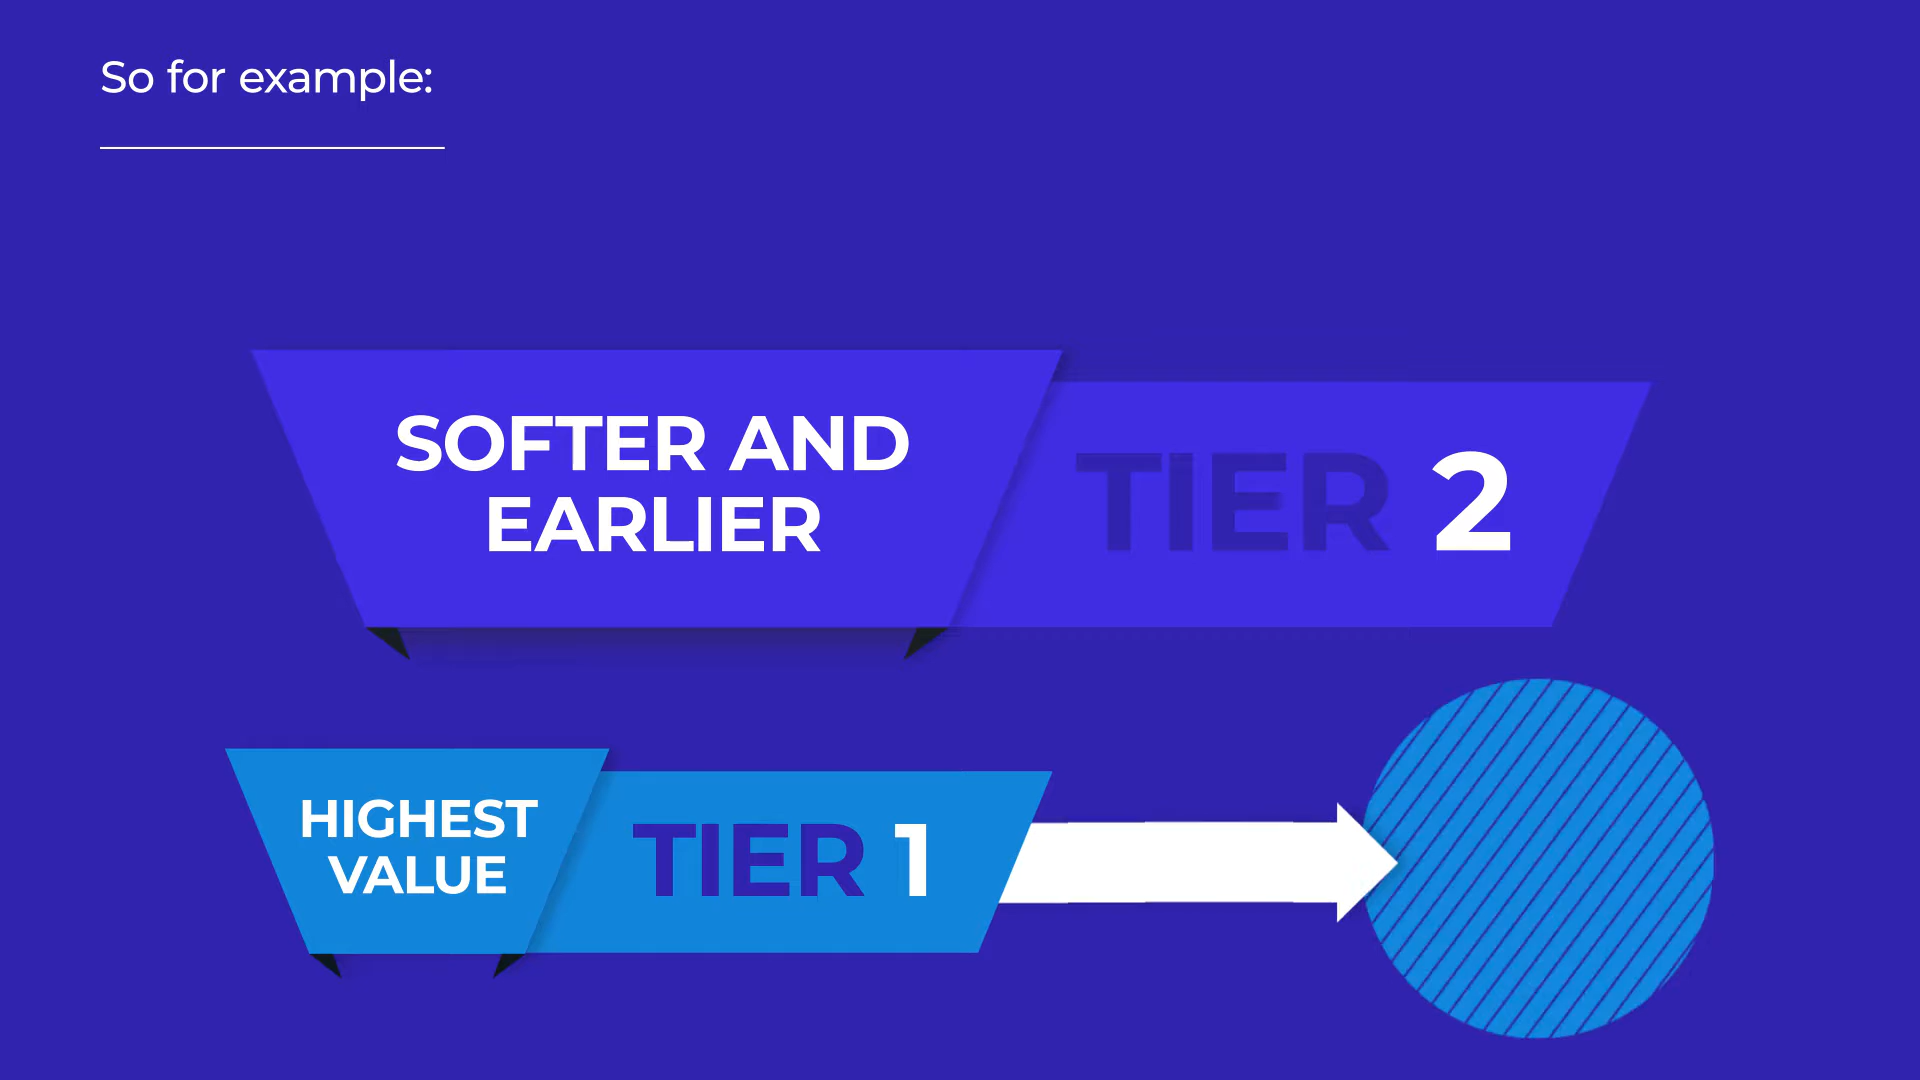 So for example:
SOFTER AND
EARLIER
TIER 2
HIGHEST
VALUE
TIER 1